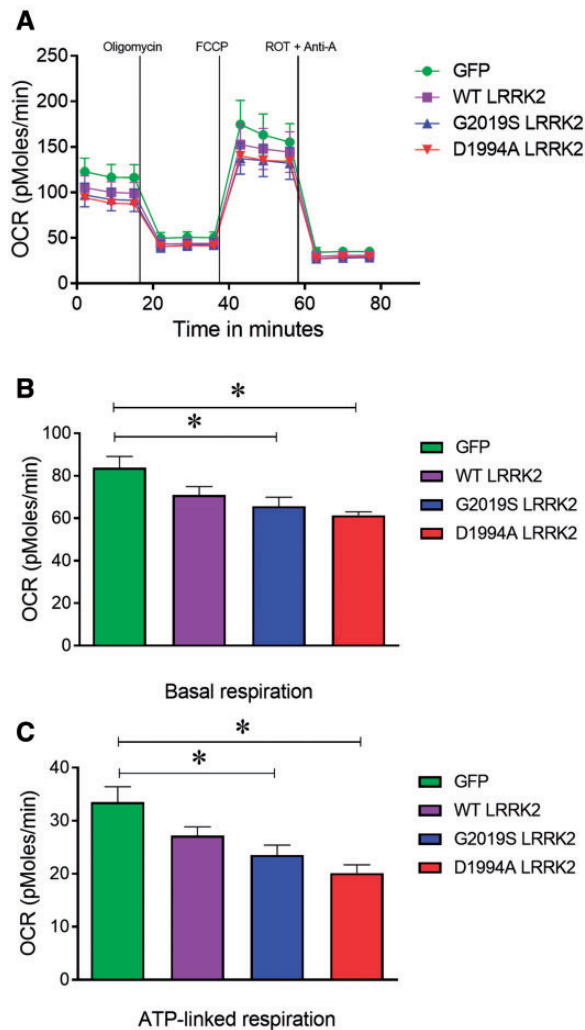 A
Oligomycin FCCP ROT + Anti-A
250
200
150
100
50
0
OCR (pMoles/min)
0 20 40 60 80
Time in minutes
GFP
WT LRRK2
G2019S LRRK2
D1994A LRRK2
B
*
*
100
80
60
40
20
0
OCR (pMoles/min)
Basal respiration
GFP
WT LRRK2
G2019S LRRK2
D1994A LRRK2
C
*
*
40
30
20
10
0
OCR (pMoles/min)
ATP-linked respiration
GFP
WT LRRK2
G2019S LRRK2
D1994A LRRK2